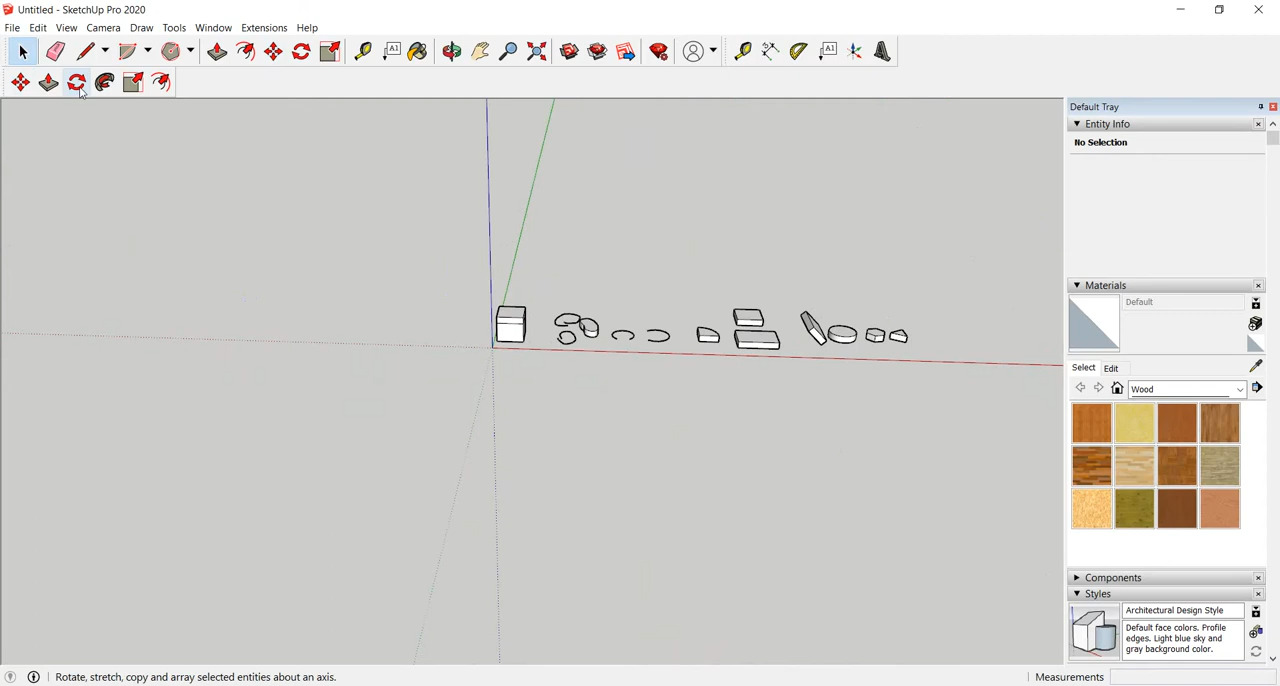 Untitled - SketchUp Pro 2020
File Edit View Camera Draw Tools Window Extensions Help
A1
A1
Default Tray
Entity Info
No Selection
Materials
Default
Select Edit
Wood
Components
Styles
Architectural Design Style
Default face colors. Profile
edges. Light blue sky and
gray background color.
Rotate, stretch, copy and array selected entities about an axis.
Measurements